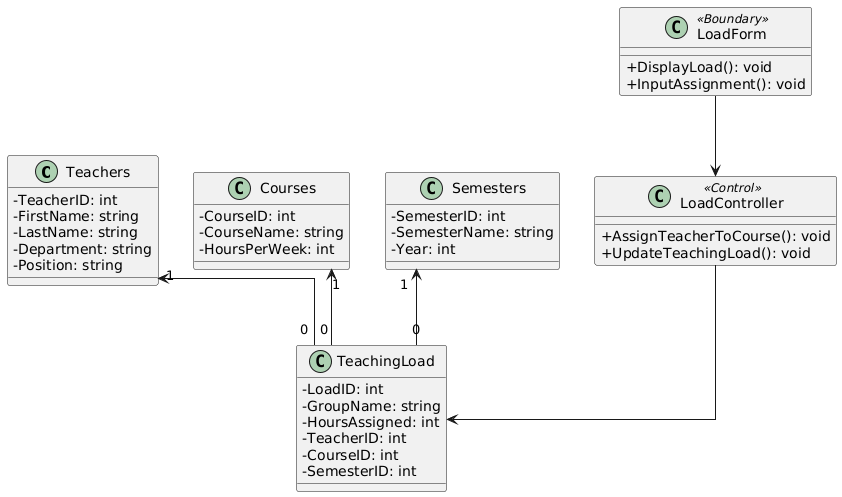 «Boundary»
LoadForm
+DisplayLoad(): void
+InputAssignment(): void
Teachers
-TeacherID: int
-FirstName: string
-LastName: string
-Department: string
-Position: string
Courses
-CourseID: int
-CourseName: string
-HoursPerWeek: int
Semesters
-SemesterID: int
-SemesterName: string
-Year: int
«Control»
LoadController
+AssignTeacherToCourse(): void
+UpdateTeachingLoad(): void
1
1
1
0
0
0
TeachingLoad
-LoadID: int
-GroupName: string
-HoursAssigned: int
-TeacherID: int
-CourseID: int
-SemesterID: int